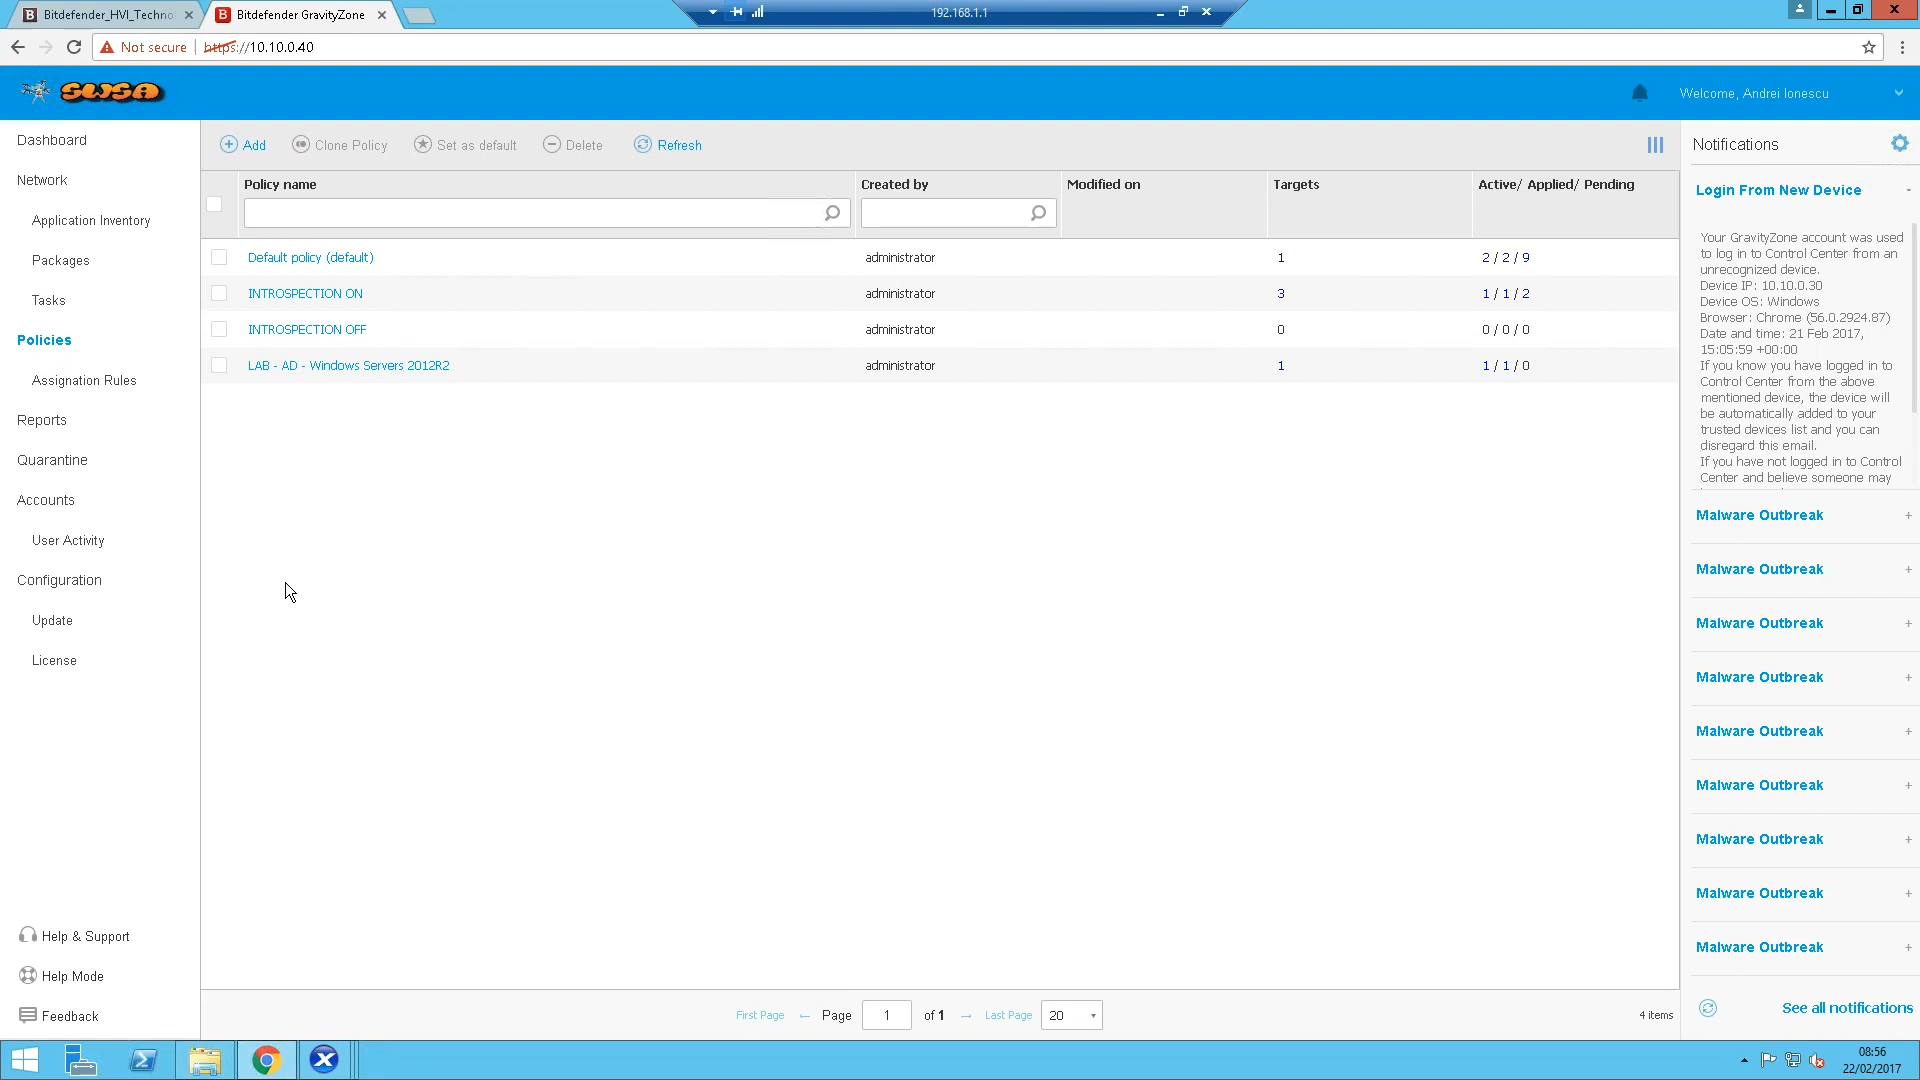 Bitdefender_HVI_Techno
Bitdefender GravityZone
192.168.1.1
Not secure
https://10.10.0.40
SWSA
Welcome, Andrei Ionescu
Dashboard
Network
Application Inventory
Packages
Tasks
Policies
Assignation Rules
Reports
Quarantine
Accounts
User Activity
Configuration
Update
License
Help & Support
Help Mode
Feedback
Add
Clone Policy
Set as default
Delete
Refresh
Policy name
Created by
Modified on
Targets
Active/ Applied/ Pending
Default policy (default)
administrator
1
2 / 2 / 9
INTROSPECTION ON
administrator
3
1 / 1 / 2
INTROSPECTION OFF
administrator
0
0 / 0 / 0
LAB - AD - Windows Servers 2012R2
administrator
1
1 / 1 / 0
First Page
Page
1
of 1
Last Page
20
4 items
Notifications
Login From New Device
-
Your GravityZone account was used
to log in to Control Center from an
unrecognized device.
Device IP: 10.10.0.30
Device OS: Windows
Browser: Chrome (56.0.2924.87)
Date and time: 21 Feb 2017,
15:05:59 +00:00
If you know you have logged in to
Control Center from the above
mentioned device, the device will
be automatically added to your
trusted devices list and you can
disregard this email.
If you have not logged in to Control
Center and believe someone may
Malware Outbreak +
Malware Outbreak +
Malware Outbreak +
Malware Outbreak +
Malware Outbreak +
Malware Outbreak +
Malware Outbreak +
Malware Outbreak +
Malware Outbreak +
See all notifications
08:56
22/02/2017